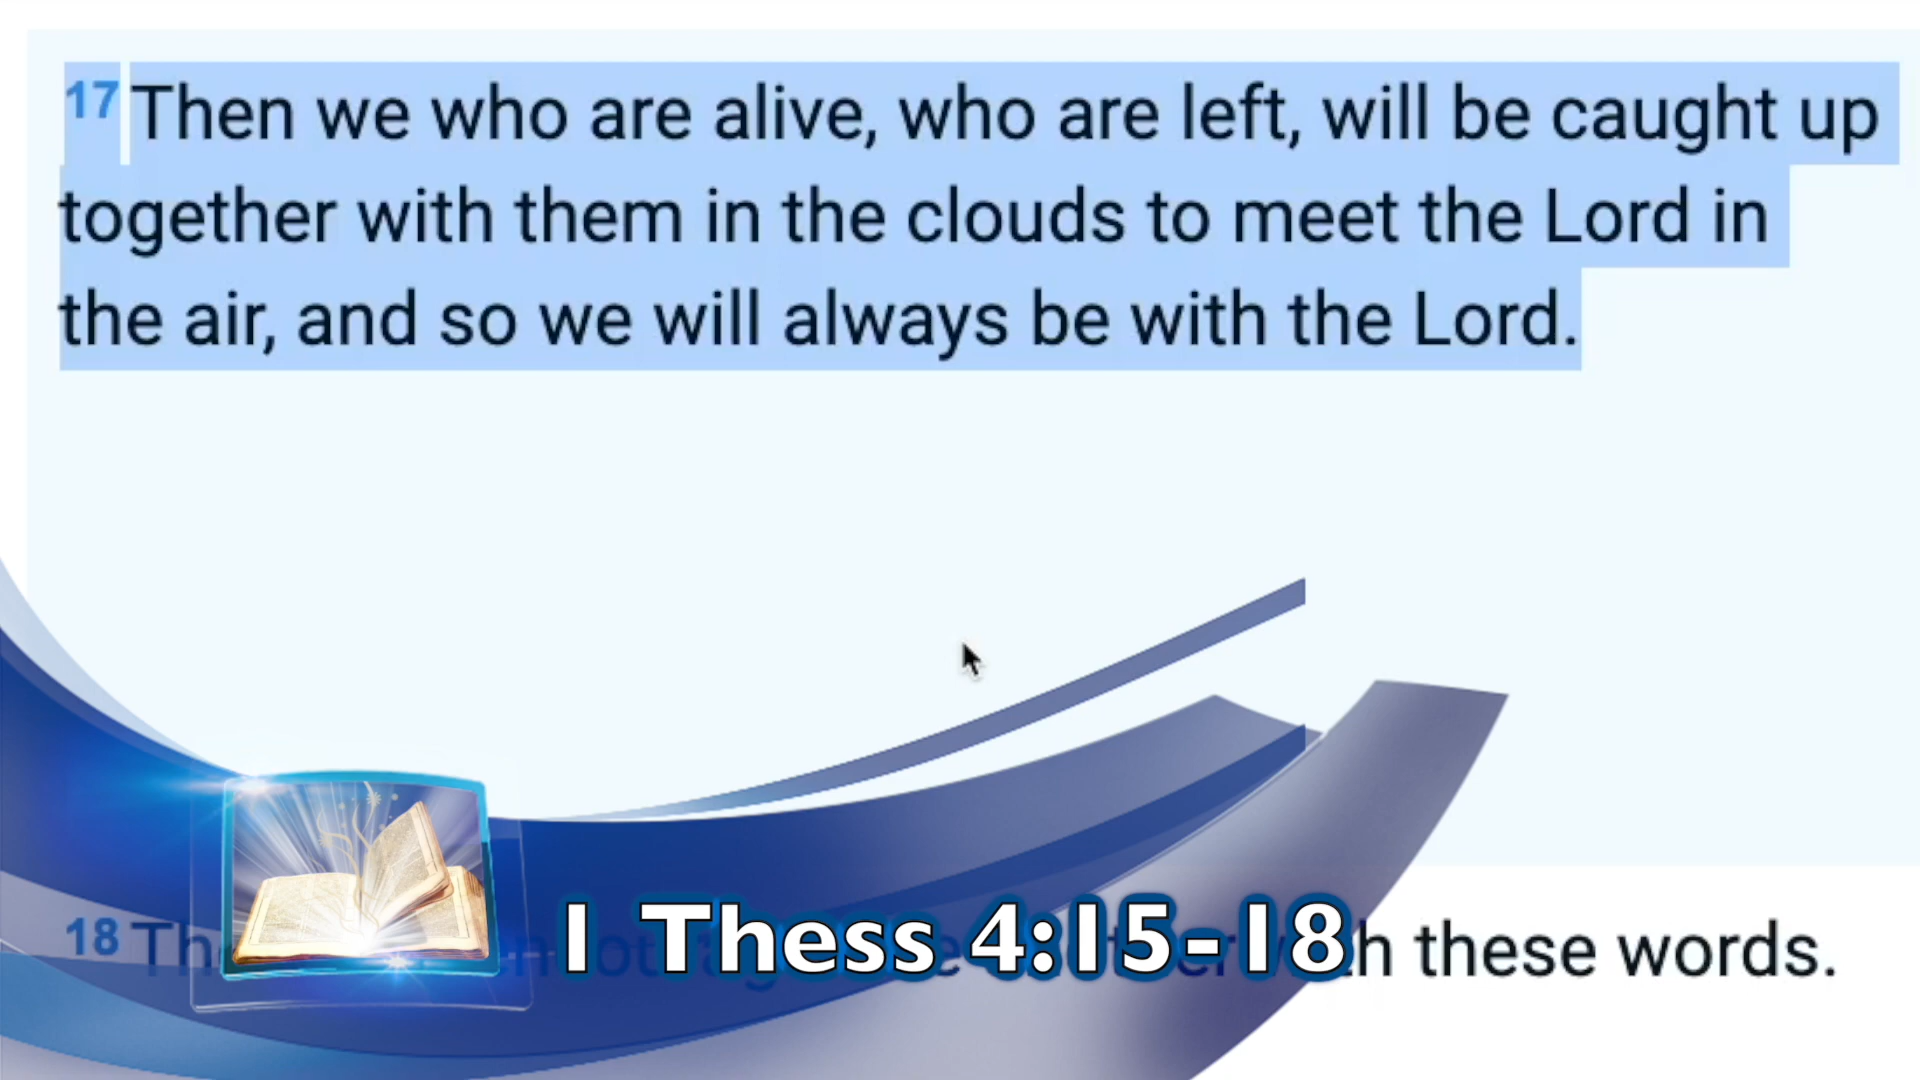 17 Then we who are alive, who are left, will be caught up
together with them in the clouds to meet the Lord in
the air, and so we will always be with the Lord.
18 with these words.
1 Thess 4:15-18